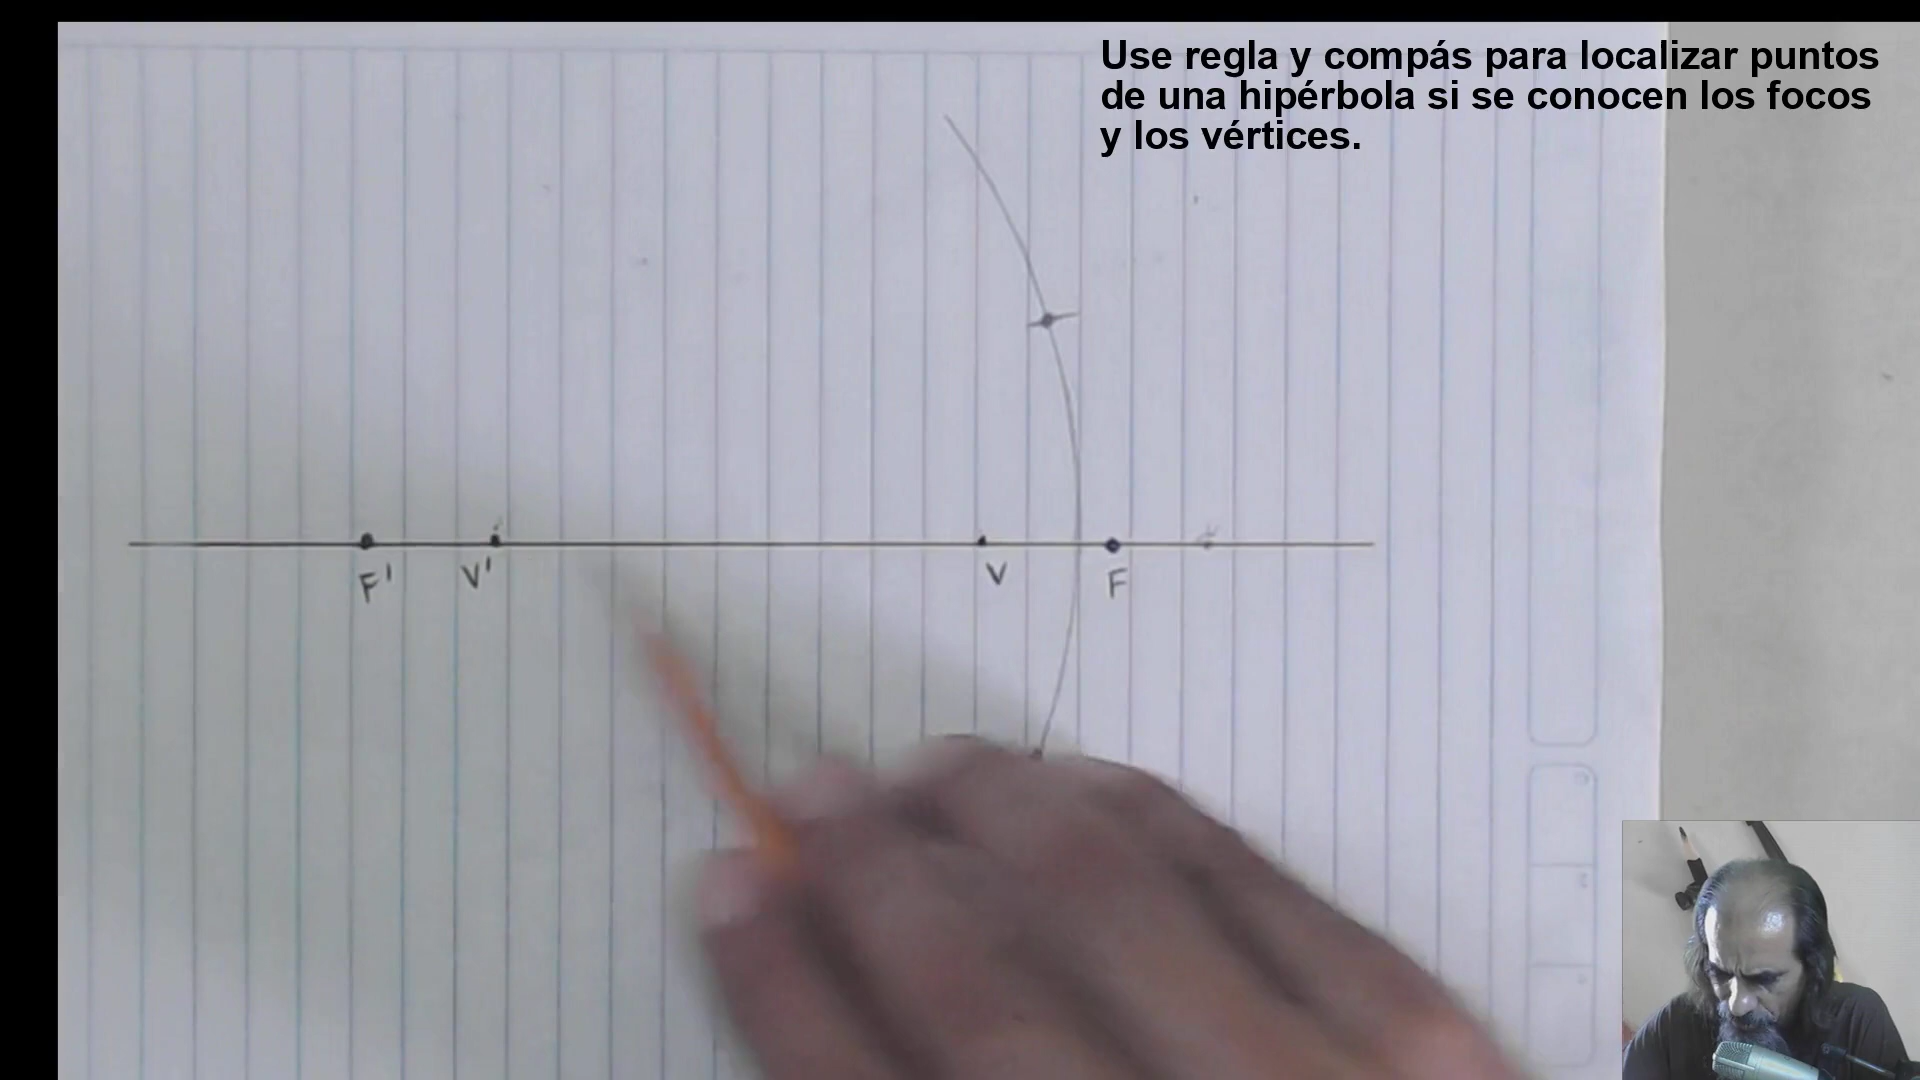 Use regla y compás para localizar puntos
de una hipérbola si se conocen los focos
y los vértices.
F' V' V F